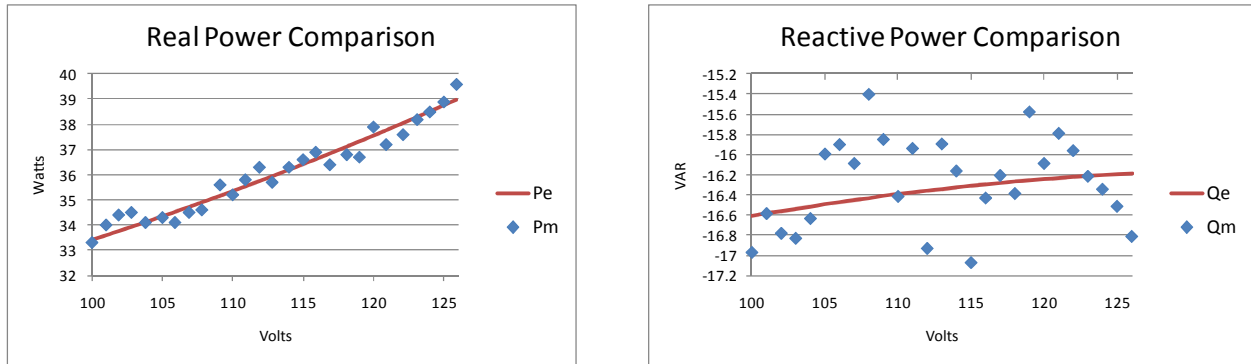 Real Power Comparison
40
39
38
37
36
35
34
33
32
Watts
100 105 110 115 120 125
Volts
Pe
Pm
Reactive Power Comparison
-15.2
-15.4
-15.6
-15.8
-16
-16.2
-16.4
-16.6
-16.8
-17
-17.2
VAR
100 105 110 115 120 125
Volts
Qe
Qm